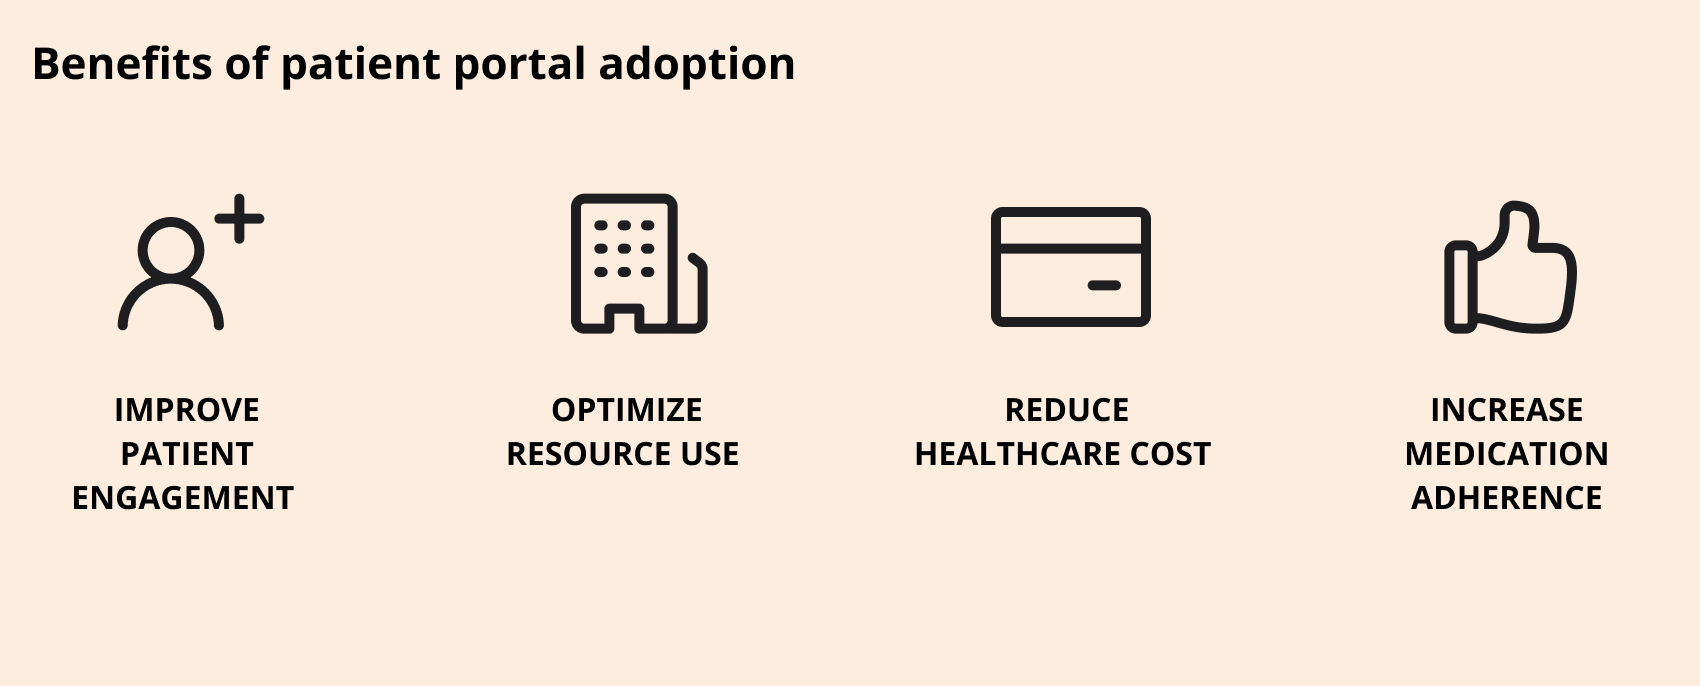 Benefits of patient portal adoption
IMPROVE
PATIENT
ENGAGEMENT
OPTIMIZE
RESOURCE USE
REDUCE
HEALTHCARE COST
INCREASE
MEDICATION
ADHERENCE